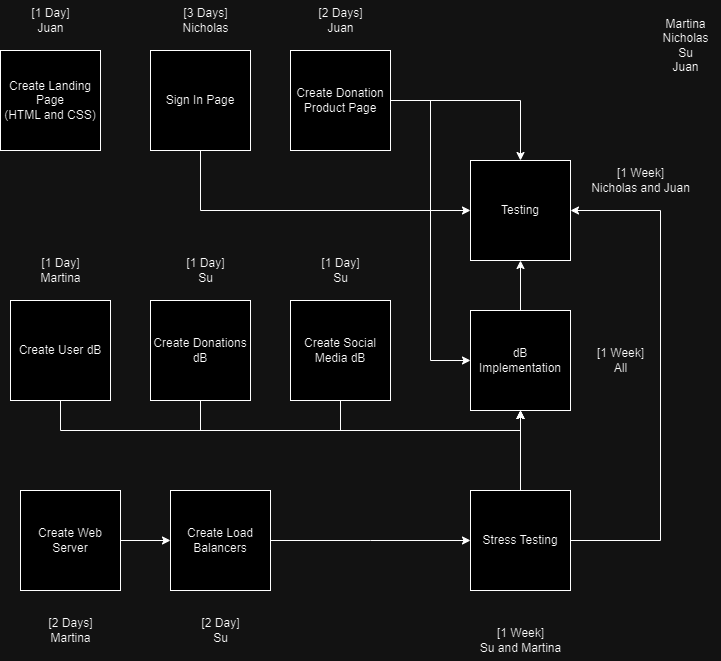 [1 Day]
Juan
[3 Days]
Nicholas
[2 Days]
Juan
Martina
Nicholas
Su
Juan
Create Landing
Page
(HTML and CSS)
Sign In Page
Create Donation
Product Page
Testing
[1 Week]
Nicholas and Juan
[1 Day]
Martina
[1 Day]
Su
[1 Day]
Su
Create User dB
Create Donations
dB
Create Social
Media dB
dB
Implementation
[1 Week]
All
Create Web
Server
Create Load
Balancers
Stress Testing
[2 Days]
Martina
[2 Day]
Su
[1 Week]
Su and Martina